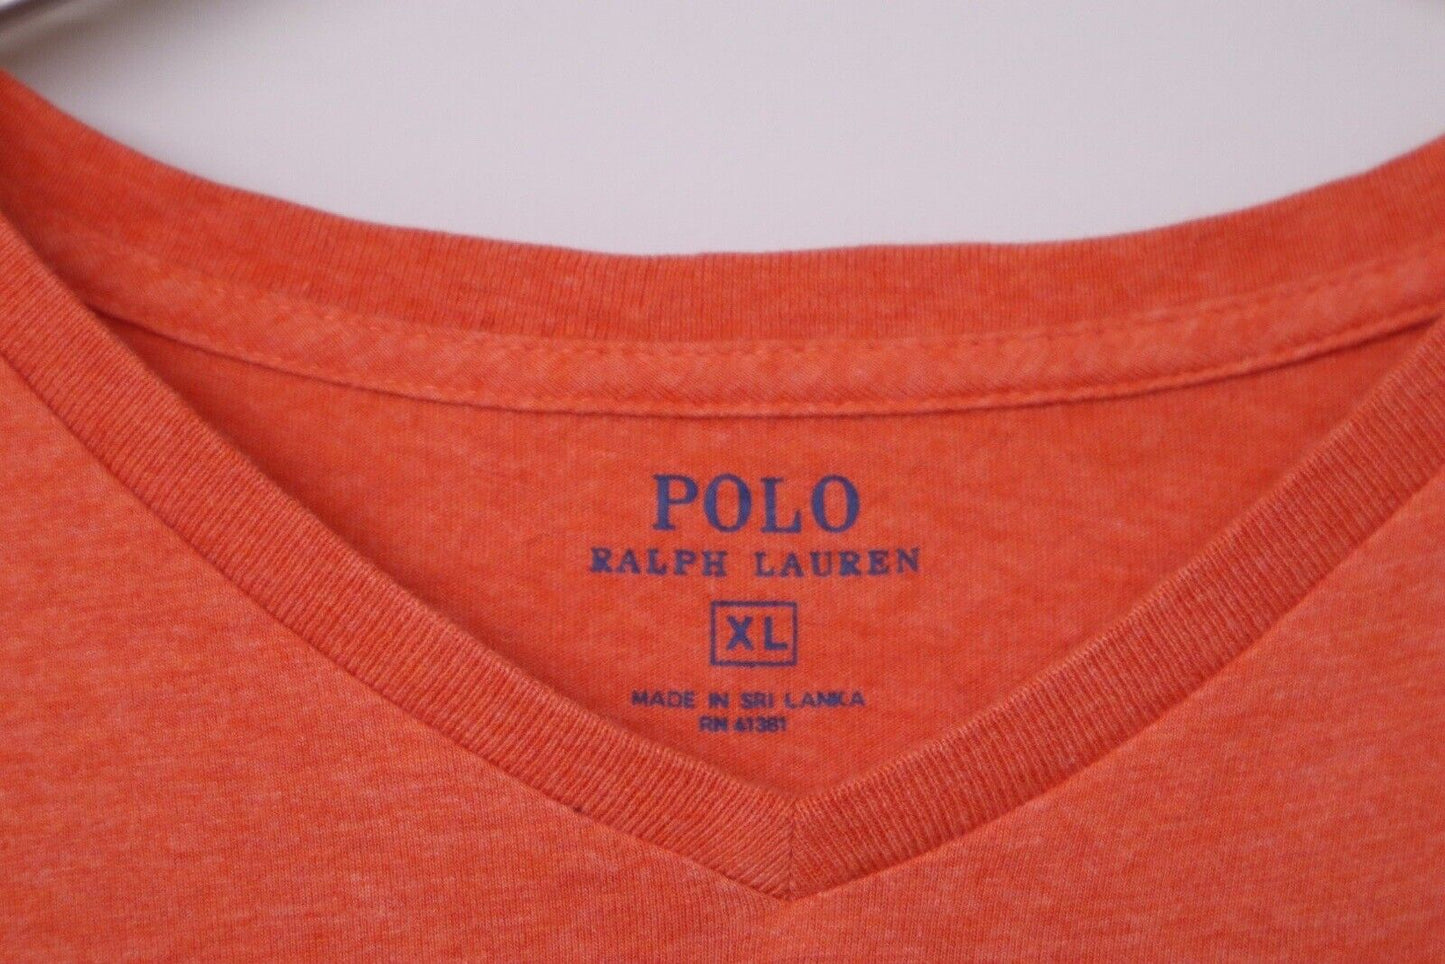 POLO
RALPH LAUREN
XL
MADE IN SRI LANKA
RN 41381